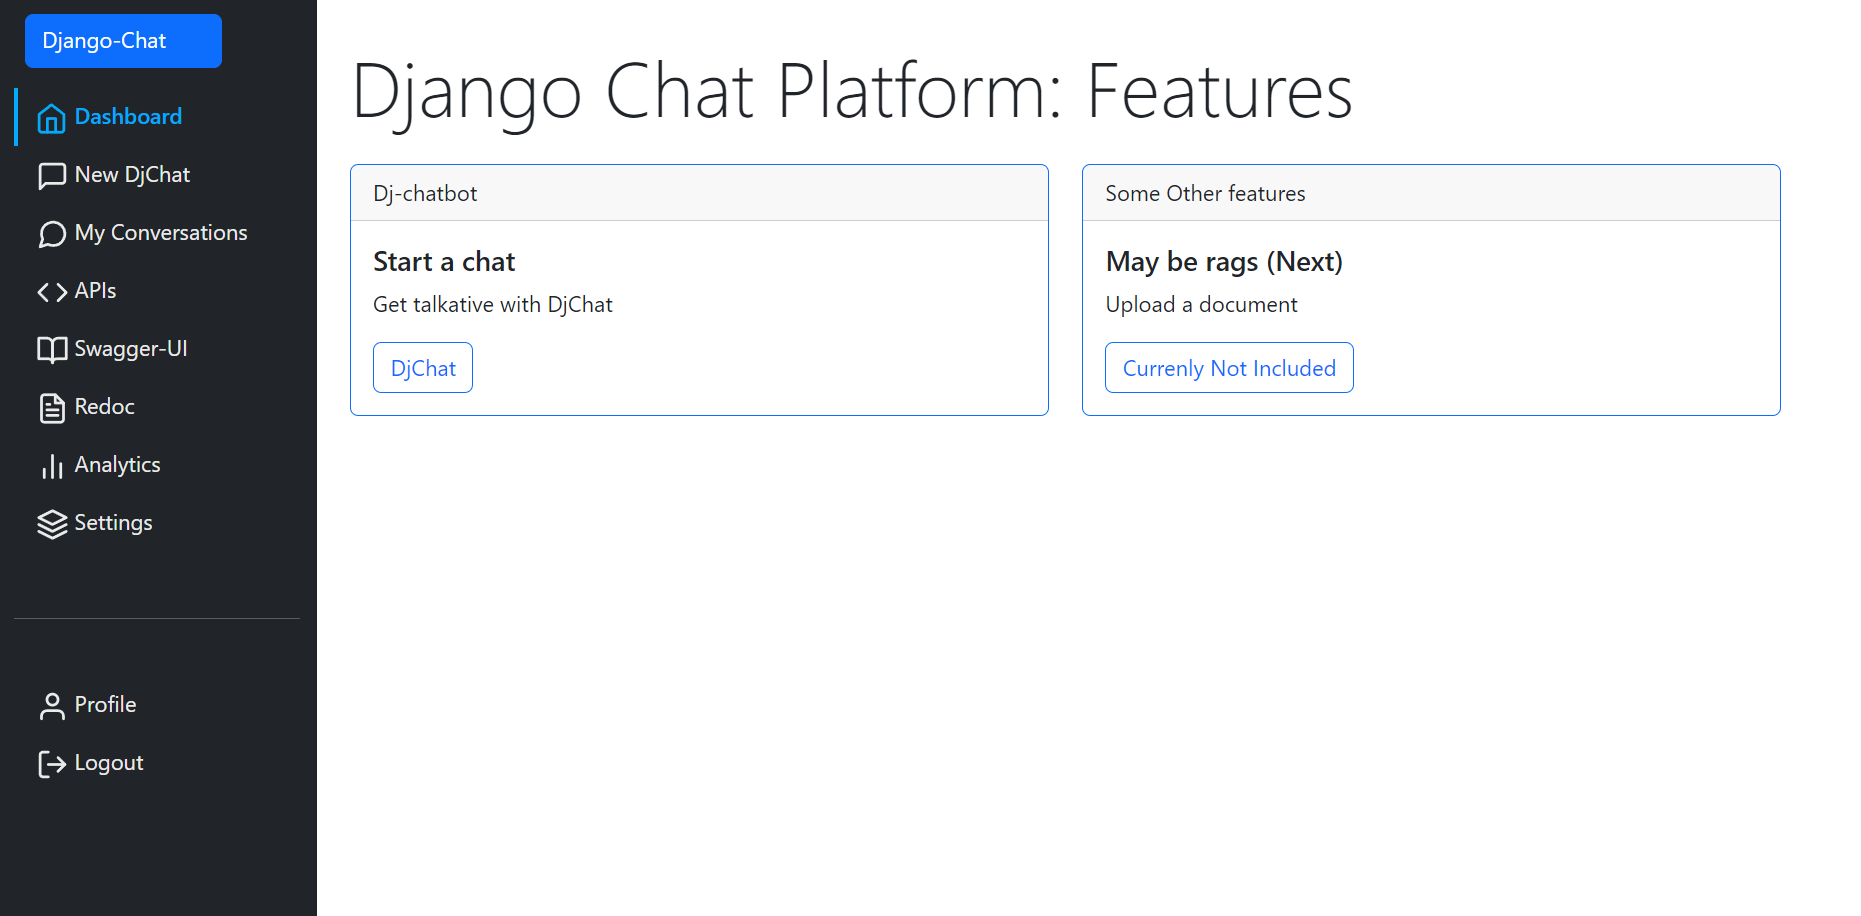 Django-Chat
Dashboard
New DjChat
My Conversations
APIs
Swagger-UI
Redoc
Analytics
Settings
Profile
Logout
Django Chat Platform: Features
Dj-chatbot
Start a chat
Get talkative with DjChat
DjChat
Some Other features
May be rags (Next)
Upload a document
Currenly Not Included